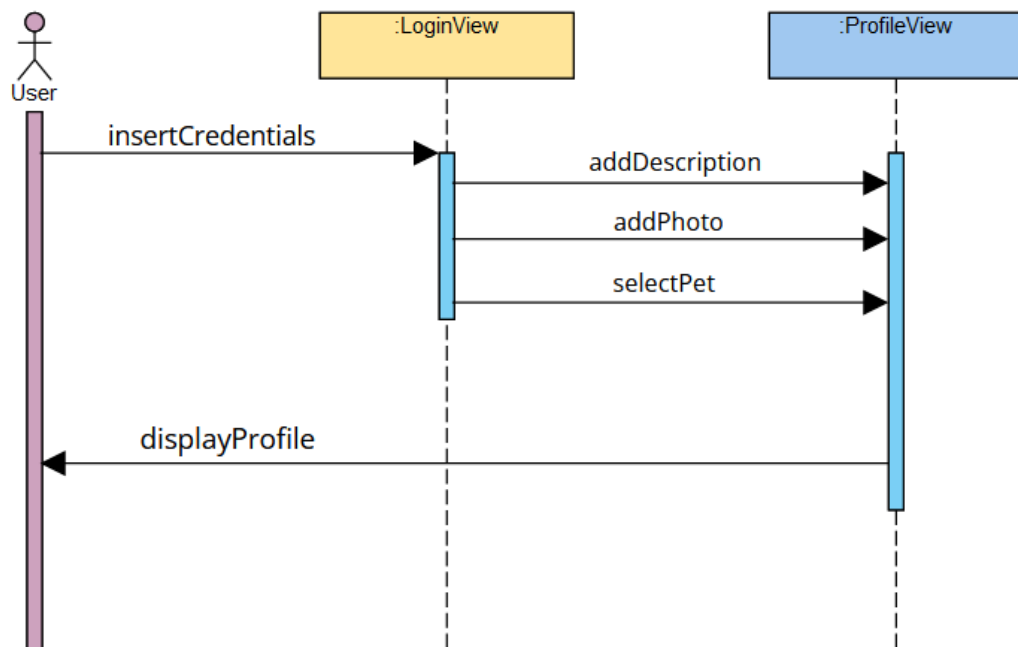 :LoginView
:ProfileView
User
insertCredentials
addDescription
addPhoto
selectPet
displayProfile